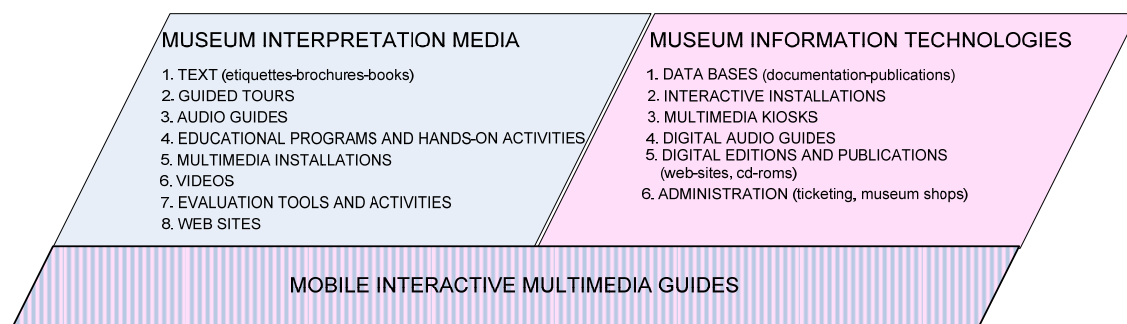 MUSEUM INTERPRETATION MEDIA
1. TEXT (etiquettes-brochures-books)
2. GUIDED TOURS
3. AUDIO GUIDES
4. EDUCATIONAL PROGRAMS AND HANDS-ON ACTIVITIES
5. MULTIMEDIA INSTALLATIONS
6. VIDEOS
7. EVALUATION TOOLS AND ACTIVITIES
8. WEB SITES
MUSEUM INFORMATION TECHNOLOGIES
1. DATA BASES (documentation-publications)
2. INTERACTIVE INSTALLATIONS
3. MULTIMEDIA KIOSKS
4. DIGITAL AUDIO GUIDES
5. DIGITAL EDITIONS AND PUBLICATIONS
(web-sites, cd-roms)
6. ADMINISTRATION (ticketing, museum shops)
MOBILE INTERACTIVE MULTIMEDIA GUIDES